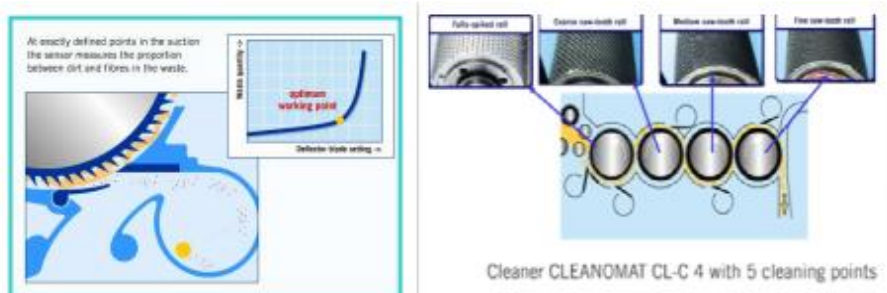 At exactly defined points in the suction
the sensor measures the proportion
between dirt and fibres in the waste.
Waste quantity ->
optimum
working point
Deflector blade setting ->
Fully-spiked roll
Coarse saw-tooth roll
Medium saw-tooth roll
Fine saw-tooth roll
Cleaner CLEANOMAT CL-C 4 with 5 cleaning points